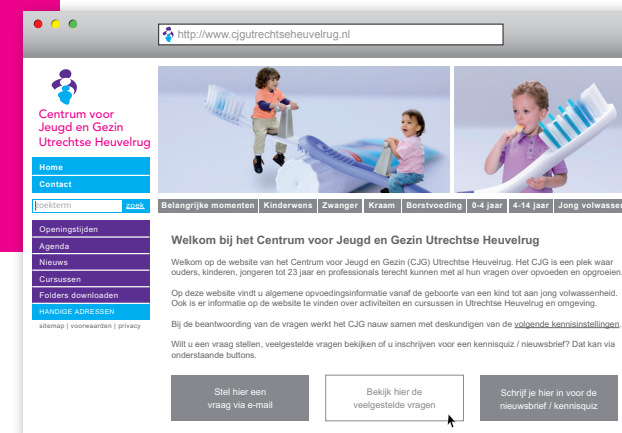 http://www.cjgutrechtseheuvelrug.nl
Centrum voor
Jeugd en Gezin
Utrechtse Heuvelrug
Home
Contact
zoekterm zoek
Openingstijden
Agenda
Nieuws
Cursussen
Folders downloaden
HANDIGE ADRESSEN
sitemap | voorwaarden | privacy
Belangrijke momenten Kinderwens Zwanger Kraam Borstvoeding 0-4 jaar 4-14 jaar Jong volwassen
Welkom bij het Centrum voor Jeugd en Gezin Utrechtse Heuvelrug
Welkom op de website van het Centrum voor Jeugd en Gezin (CJG) Utrechtse Heuvelrug. Het CJG is een plek waar
ouders, kinderen, jongeren tot 23 jaar en professionals terecht kunnen met al hun vragen over opvoeden en opgroeien.
Op deze website vindt u algemene opvoedingsinformatie vanaf de geboorte van een kind tot aan jong volwassenheid.
Ook is er informatie op de website te vinden over activiteiten en cursussen in Utrechtse Heuvelrug en omgeving.
Bij de beantwoording van de vragen werkt het CJG nauw samen met deskundigen van de volgende kennisinstellingen.
Wilt u een vraag stellen, veelgestelde vragen bekijken of u inschrijven voor een kennisquiz / nieuwsbrief? Dat kan via
onderstaande buttons.
Stel hier een
vraag via e-mail
Bekijk hier de
veelgestelde vragen
Schrijf je hier in voor de
nieuwsbrief / kennisquiz